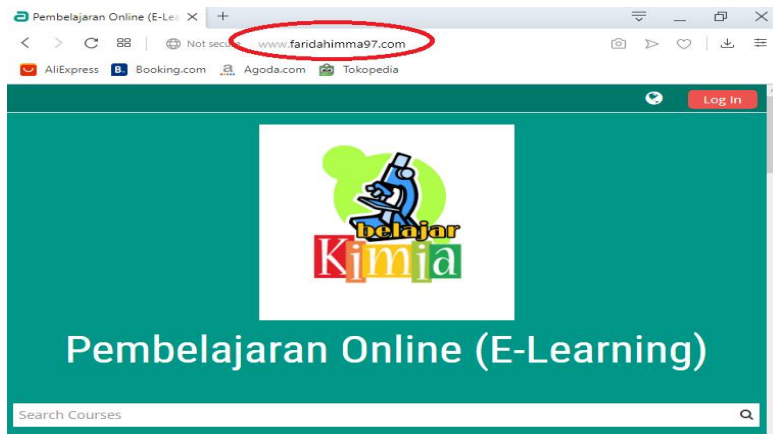 Pembelajaran Online (E-Le
Not secure www.faridahimma97.com
AliExpress B. Booking.com a Agoda.com Tokopedia
Log In
belajar
Kimia
Pembelajaran Online (E-Learning)
Search Courses